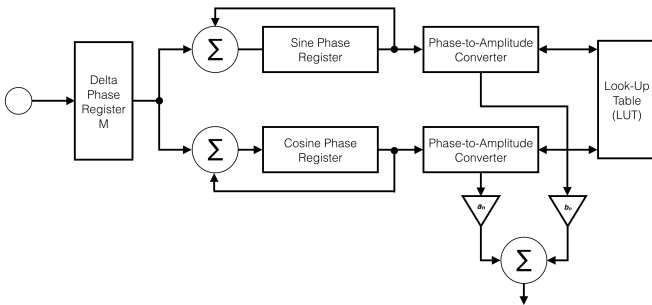 Delta
Phase
Register
M
∑
Sine Phase
Register
Phase-to-Amplitude
Converter
Look-Up
Table
(LUT)
∑
Cosine Phase
Register
Phase-to-Amplitude
Converter
aₙ
bₙ
∑